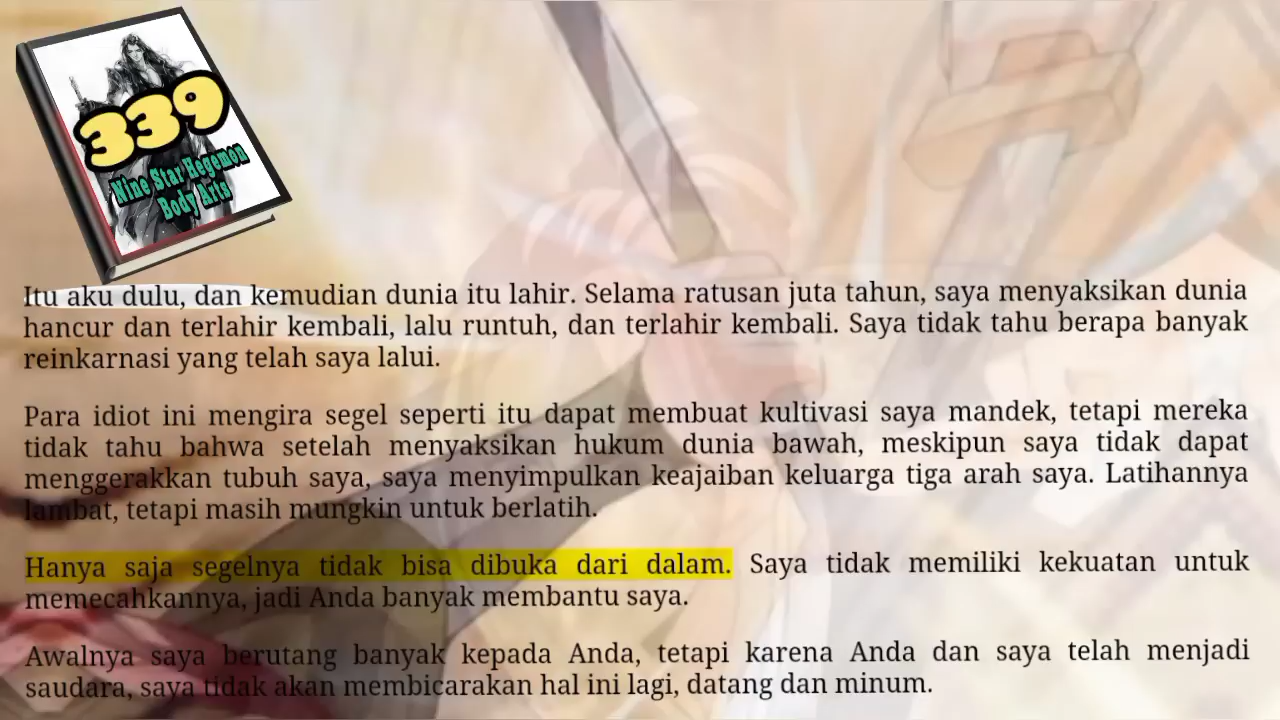 339
Nine Star Hegemon
Body Arts
Itu aku dulu, dan kemudian dunia itu lahir. Selama ratusan juta tahun, saya menyaksikan dunia
hancur dan terlahir kembali, lalu runtuh, dan terlahir kembali. Saya tidak tahu berapa banyak
reinkarnasi yang telah saya lalui.
Para idiot ini mengira segel seperti itu dapat membuat kultivasi saya mandek, tetapi mereka
tidak tahu bahwa setelah menyaksikan hukum dunia bawah, meskipun saya tidak dapat
menggerakkan tubuh saya, saya menyimpulkan keajaiban keluarga tiga arah saya. Latihannya
lambat, tetapi masih mungkin untuk berlatih.
Hanya saja segelnya tidak bisa dibuka dari dalam. Saya tidak memiliki kekuatan untuk
memecahkannya, jadi Anda banyak membantu saya.
Awalnya saya berutang banyak kepada Anda, tetapi karena Anda dan saya telah menjadi
saudara, saya tidak akan membicarakan hal ini lagi, datang dan minum.